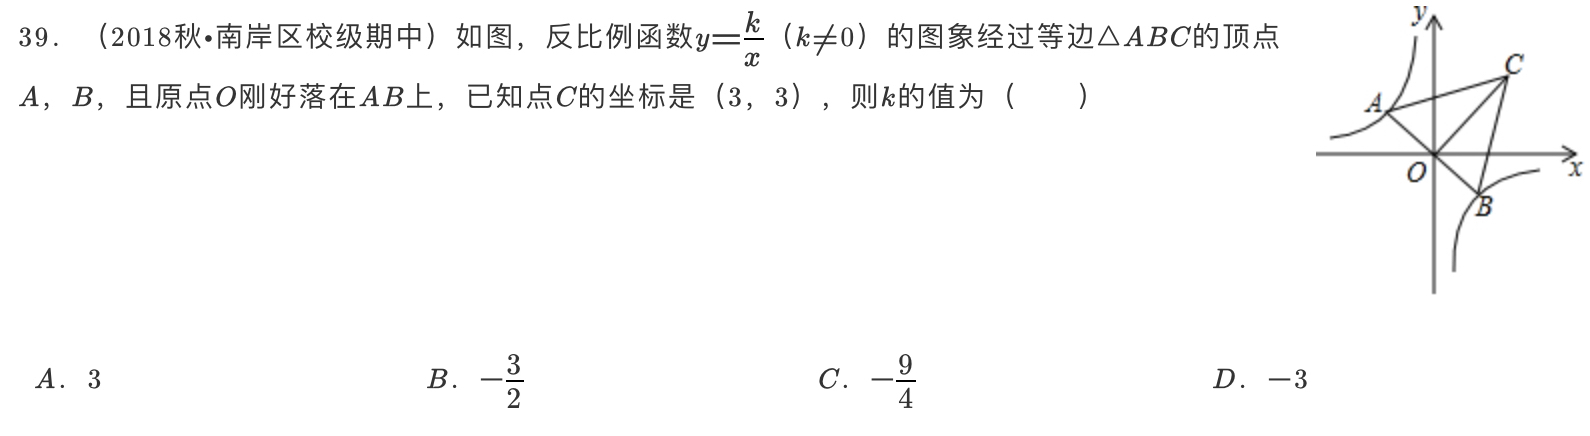 39. （2018秋•南岸区校级期中）如图，反比例函数y=k/x（k≠0）的图象经过等边△ABC的顶点
A，B，且原点O刚好落在AB上，已知点C的坐标是（3，3），则k的值为（　　）
y
C
A
O
x
B
A. 3　B. −3/2　C. −9/4　D. −3